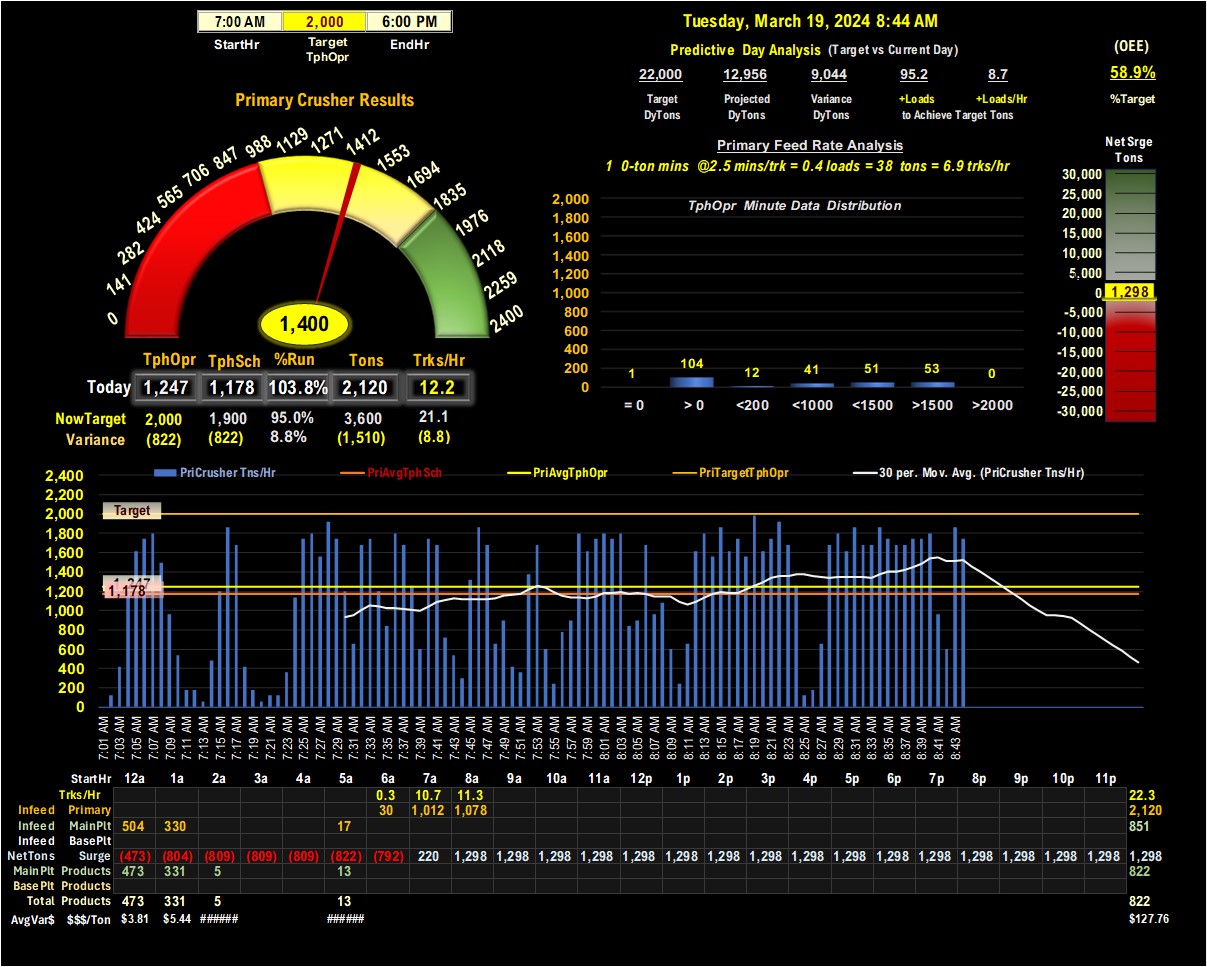 7:00 AM 2,000 6:00 PM
StartHr Target TphOpr EndHr
Tuesday, March 19, 2024 8:44 AM
Predictive Day Analysis (Target vs Current Day)
(OEE)
22,000 12,956 9,044 95.2 8.7
58.9%
Target DyTons Projected DyTons Variance DyTons +Loads +Loads/Hr
to Achieve Target Tons
%Target
Primary Crusher Results
Primary Feed Rate Analysis
1 0-ton mins @2.5 mins/trk = 0.4 loads = 38 tons = 6.9 trks/hr
Net Srge
Tons
0 141 282 424 565 706 847 988 1129 1271 1412 1553 1694 1835 1976 2118 2259 2400
1,400
TphOpr Minute Data Distribution
2,000
1,800
1,600
1,400
1,200
1,000
800
600
400
200
0
1 104 12 41 51 53 0
= 0 > 0 <200 <1000 <1500 >1500 >2000
30,000
25,000
20,000
15,000
10,000
5,000
0 1,298
-5,000
-10,000
-15,000
-20,000
-25,000
-30,000
TphOpr TphSch %Run Tons Trks/Hr
Today 1,247 1,178 103.8% 2,120 12.2
NowTarget 2,000 1,900 95.0% 3,600 21.1
Variance (822) (822) 8.8% (1,510) (8.8)
PriCrusher Tns/Hr PriAvgTphSch PriAvgTphOpr PriTargetTphOpr 30 per. Mov. Avg. (PriCrusher Tns/Hr)
2,400
2,200
2,000
1,800
1,600
1,400
1,200
1,000
800
600
400
200
0
Target
1,247
1,178
7:01 AM 7:03 AM 7:05 AM 7:07 AM 7:09 AM 7:11 AM 7:13 AM 7:15 AM 7:17 AM 7:19 AM 7:21 AM 7:23 AM 7:25 AM 7:27 AM 7:29 AM 7:31 AM 7:33 AM 7:35 AM 7:37 AM 7:39 AM 7:41 AM 7:43 AM 7:45 AM 7:47 AM 7:49 AM 7:51 AM 7:53 AM 7:55 AM 7:57 AM 7:59 AM 8:01 AM 8:03 AM 8:05 AM 8:07 AM 8:09 AM 8:11 AM 8:13 AM 8:15 AM 8:17 AM 8:19 AM 8:21 AM 8:23 AM 8:25 AM 8:27 AM 8:29 AM 8:31 AM 8:33 AM 8:35 AM 8:37 AM 8:39 AM 8:41 AM 8:43 AM
StartHr 12a 1a 2a 3a 4a 5a 6a 7a 8a 9a 10a 11a 12p 1p 2p 3p 4p 5p 6p 7p 8p 9p 10p 11p
Trks/Hr 0.3 10.7 11.3 22.3
Infeed Primary 30 1,012 1,078 2,120
Infeed MainPlt 504 330 17 851
Infeed BasePlt
NetTons Surge (473) (804) (809) (809) (809) (822) (792) 220 1,298 1,298 1,298 1,298 1,298 1,298 1,298 1,298 1,298 1,298 1,298 1,298 1,298 1,298 1,298 1,298 1,298
MainPlt Products 473 331 5 13 822
BasePlt Products
Total Products 473 331 5 13 822
AvgVar$ $$$/Ton $3.81 $5.44 ###### ###### $127.76